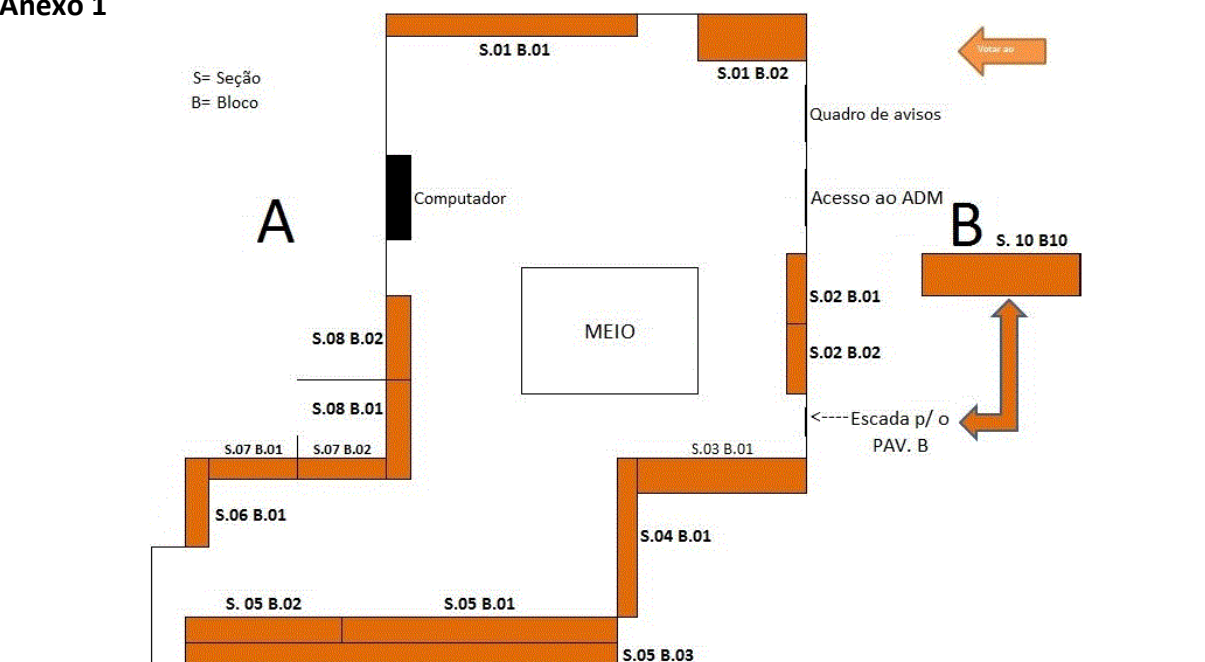 Anexo 1
S.01 B.01
S.01 B.02
Votar ao
S= Seção
B= Bloco
Quadro de avisos
A
Computador
Acesso ao ADM
B
S. 10 B10
S.02 B.01
MEIO
S.08 B.02
S.02 B.02
S.08 B.01
<----Escada p/ o
PAV. B
S.07 B.01
S.07 B.02
S.03 B.01
S.06 B.01
S.04 B.01
S. 05 B.02
S.05 B.01
S.05 B.03